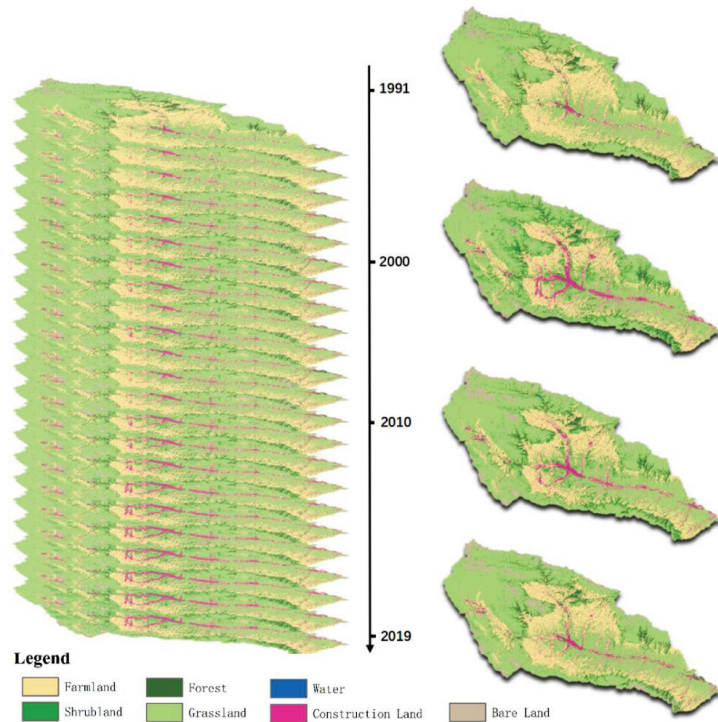 1991
2000
2010
2019
Legend
Farmland Forest Water
Shrubland Grassland Construction Land Bare Land